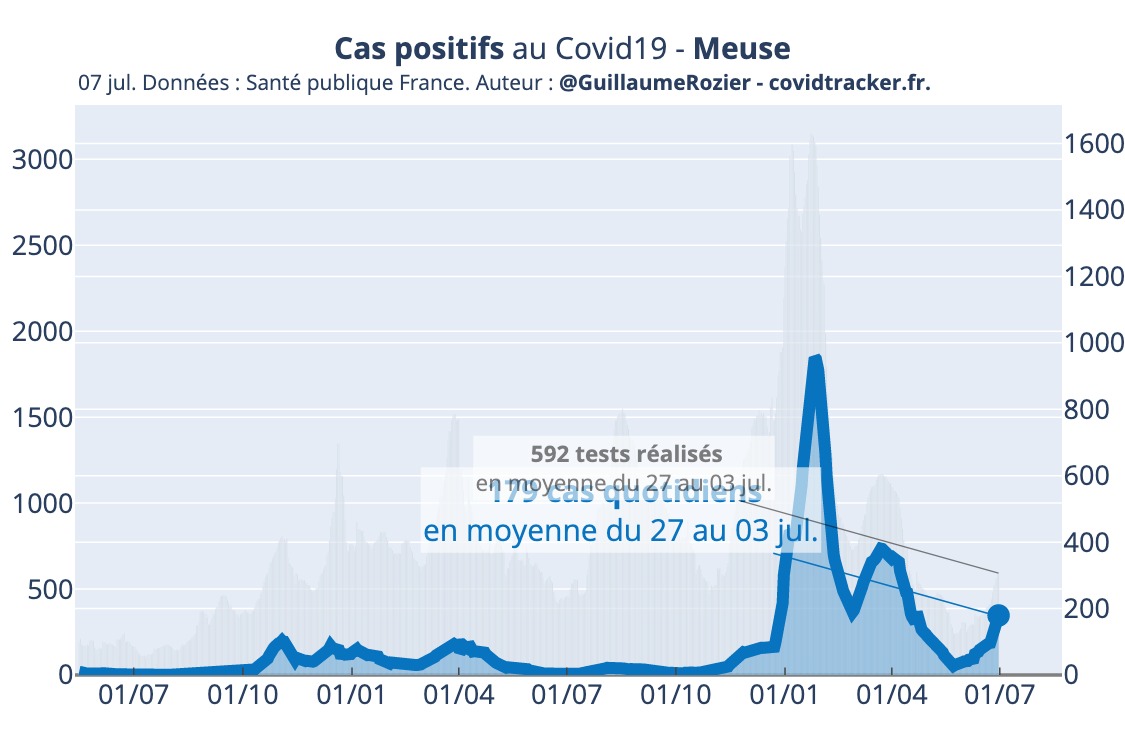 Cas positifs au Covid19 - Meuse
07 jul. Données : Santé publique France. Auteur : @GuillaumeRozier - covidtracker.fr.
3000
2500
2000
1500
1000
500
0
1600
1400
1200
1000
800
600
400
200
0
592 tests réalisés
en moyenne du 27 au 03 jul.
179 cas quotidiens
en moyenne du 27 au 03 jul.
01/07 01/10 01/01 01/04 01/07 01/10 01/01 01/04 01/07